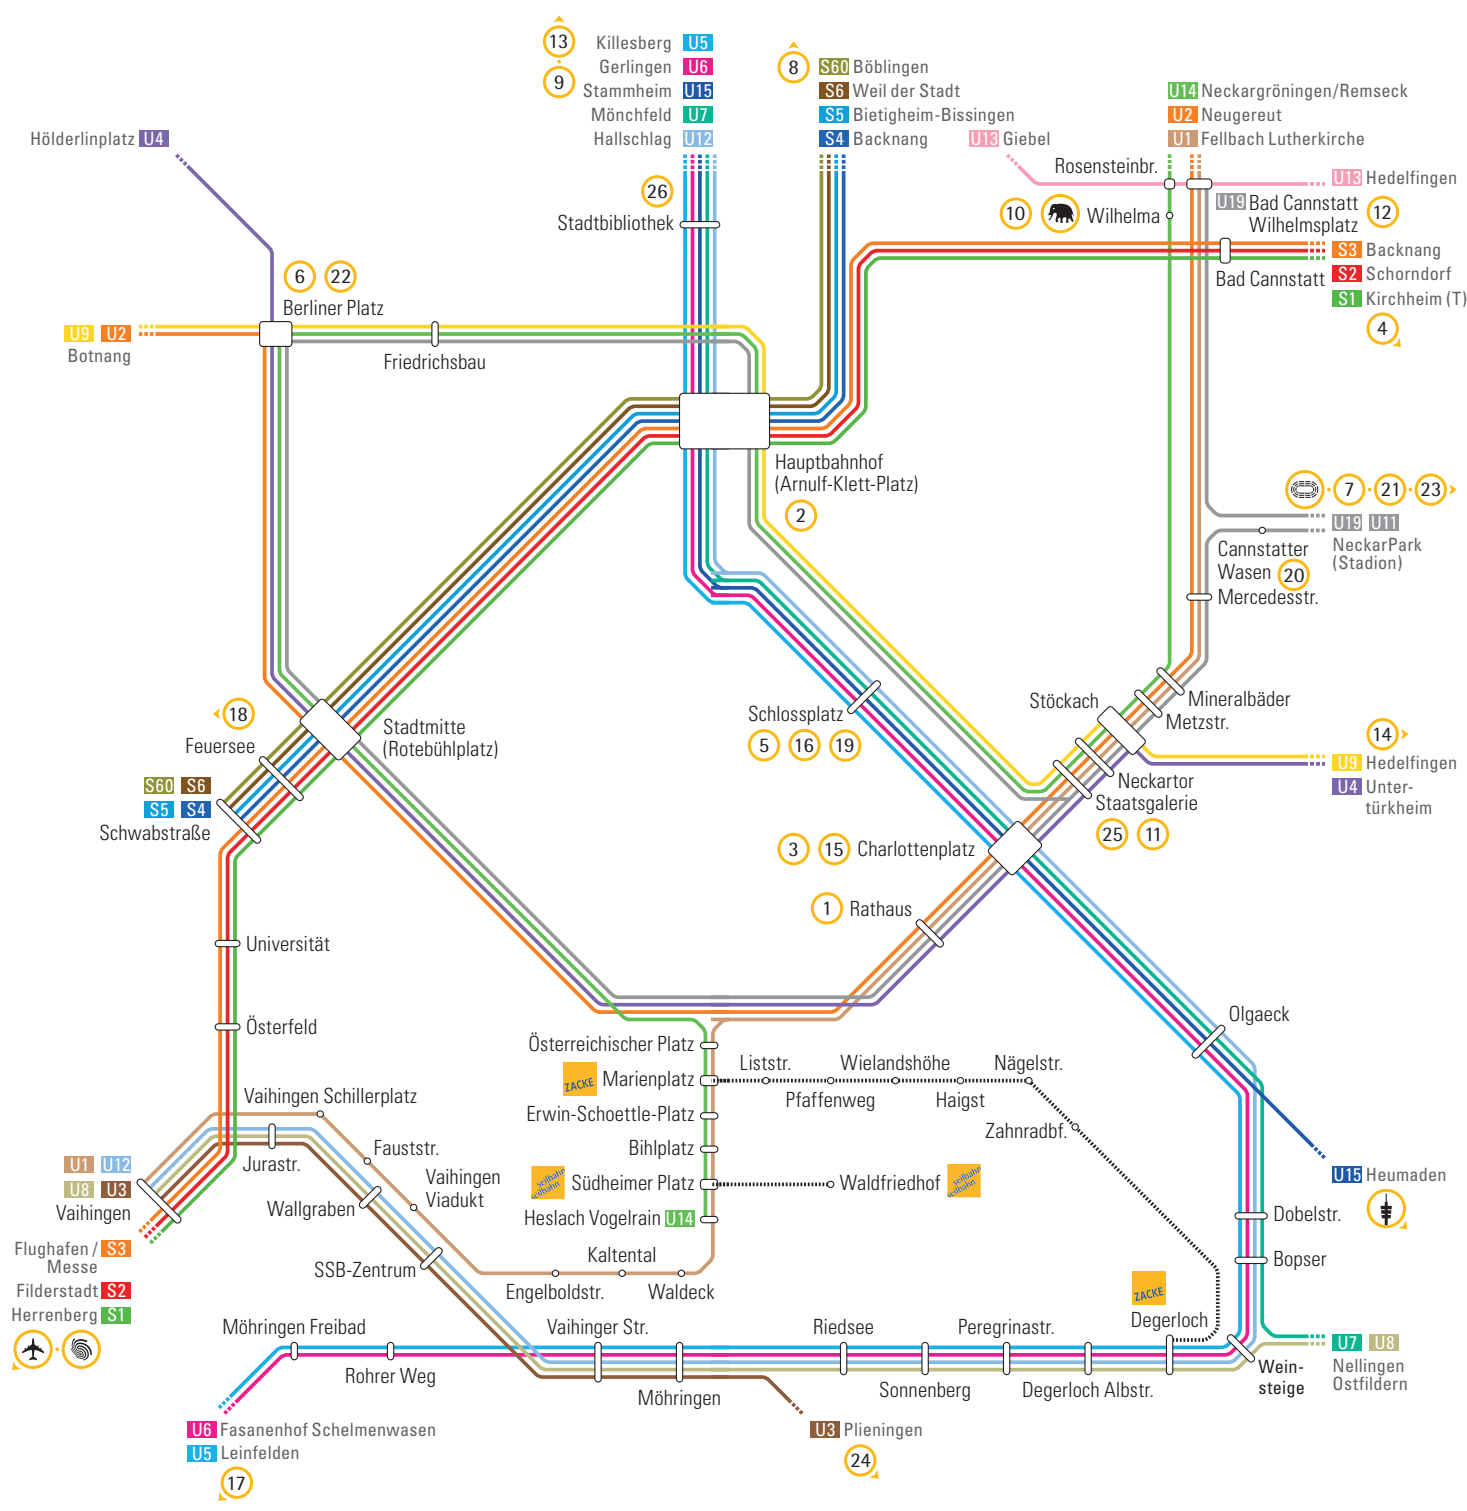 13
Killesberg U5
Gerlingen U6
9
Stammheim U15
Mönchfeld U7
Hallschlag U12
8
S60 Böblingen
S6 Weil der Stadt
S5 Bietigheim-Bissingen
S4 Backnang
U13 Giebel
U14 Neckargröningen/Remseck
U2 Neugereut
U1 Fellbach Lutherkirche
Hölderlinplatz U4
Rosensteinbr.
U13 Hedelfingen
26
Stadtbibliothek
10
Wilhelma
U19 Bad Cannstatt
Wilhelmsplatz
12
Bad Cannstatt
S3 Backnang
S2 Schorndorf
S1 Kirchheim (T)
4
6 22
Berliner Platz
U9 U2
Botnang
Friedrichsbau
Hauptbahnhof
(Arnulf-Klett-Platz)
2
7 21 23
U19 U11
NeckarPark
(Stadion)
Cannstatter
Wasen 20
Mercedesstr.
18
Feuersee
Stadtmitte
(Rotebühlplatz)
Schlossplatz
5 16 19
Stöckach
Mineralbäder
Metzstr.
14
U9 Hedelfingen
U4 Unter-
türkheim
Neckartor
Staatsgalerie
25 11
S60 S6
S5 S4
Schwabstraße
3 15 Charlottenplatz
1 Rathaus
Universität
Österfeld
Olgaeck
Österreichischer Platz
ZACKE Marienplatz
Erwin-Schoettle-Platz
Bihlplatz
seilbahn
seilbahn
Südheimer Platz
Heslach Vogelrain U14
Liststr.
Wielandshöhe
Nägelstr.
Pfaffenweg
Haigst
Zahnradbf.
Waldfriedhof
seilbahn
seilbahn
Vaihingen Schillerplatz
Fauststr.
Jurastr.
Vaihingen
Viadukt
Wallgraben
U1 U12
U8 U3
Vaihingen
Flughafen / S3
Messe
Filderstadt S2
Herrenberg S1
SSB-Zentrum
Kaltental
Engelboldstr.
Waldeck
U15 Heumaden
Dobelstr.
Bopser
ZACKE
Degerloch
Möhringen Freibad
Rohrer Weg
Vaihinger Str.
Möhringen
Riedsee
Sonnenberg
Peregrinastr.
Degerloch Albstr.
Wein-
steige
U7 U8
Nellingen
Ostfildern
U6 Fasanenhof Schelmenwasen
U5 Leinfelden
17
U3 Plieningen
24